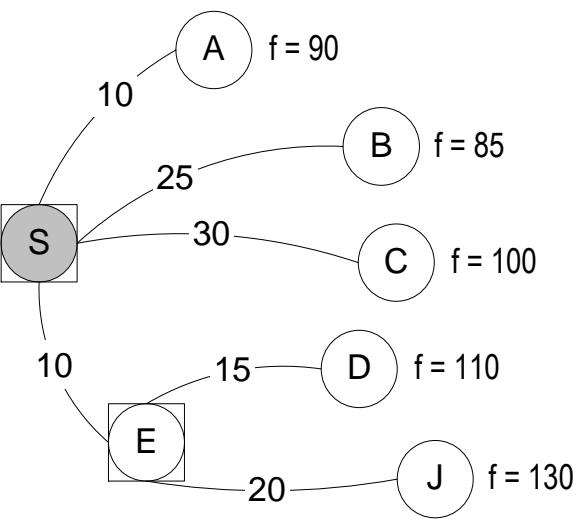 A f = 90
10
B f = 85
25
S
30
C f = 100
10
15
D f = 110
E
20
J f = 130